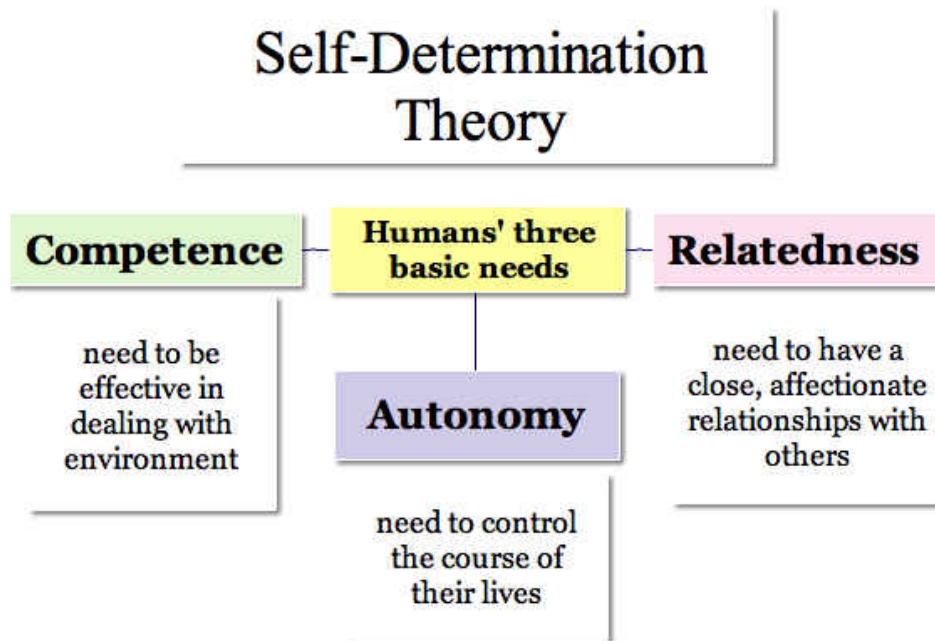 Self-Determination
Theory
Competence
Humans' three
basic needs
Relatedness
need to be
effective in
dealing with
environment
Autonomy
need to control
the course of
their lives
need to have a
close, affectionate
relationships with
others